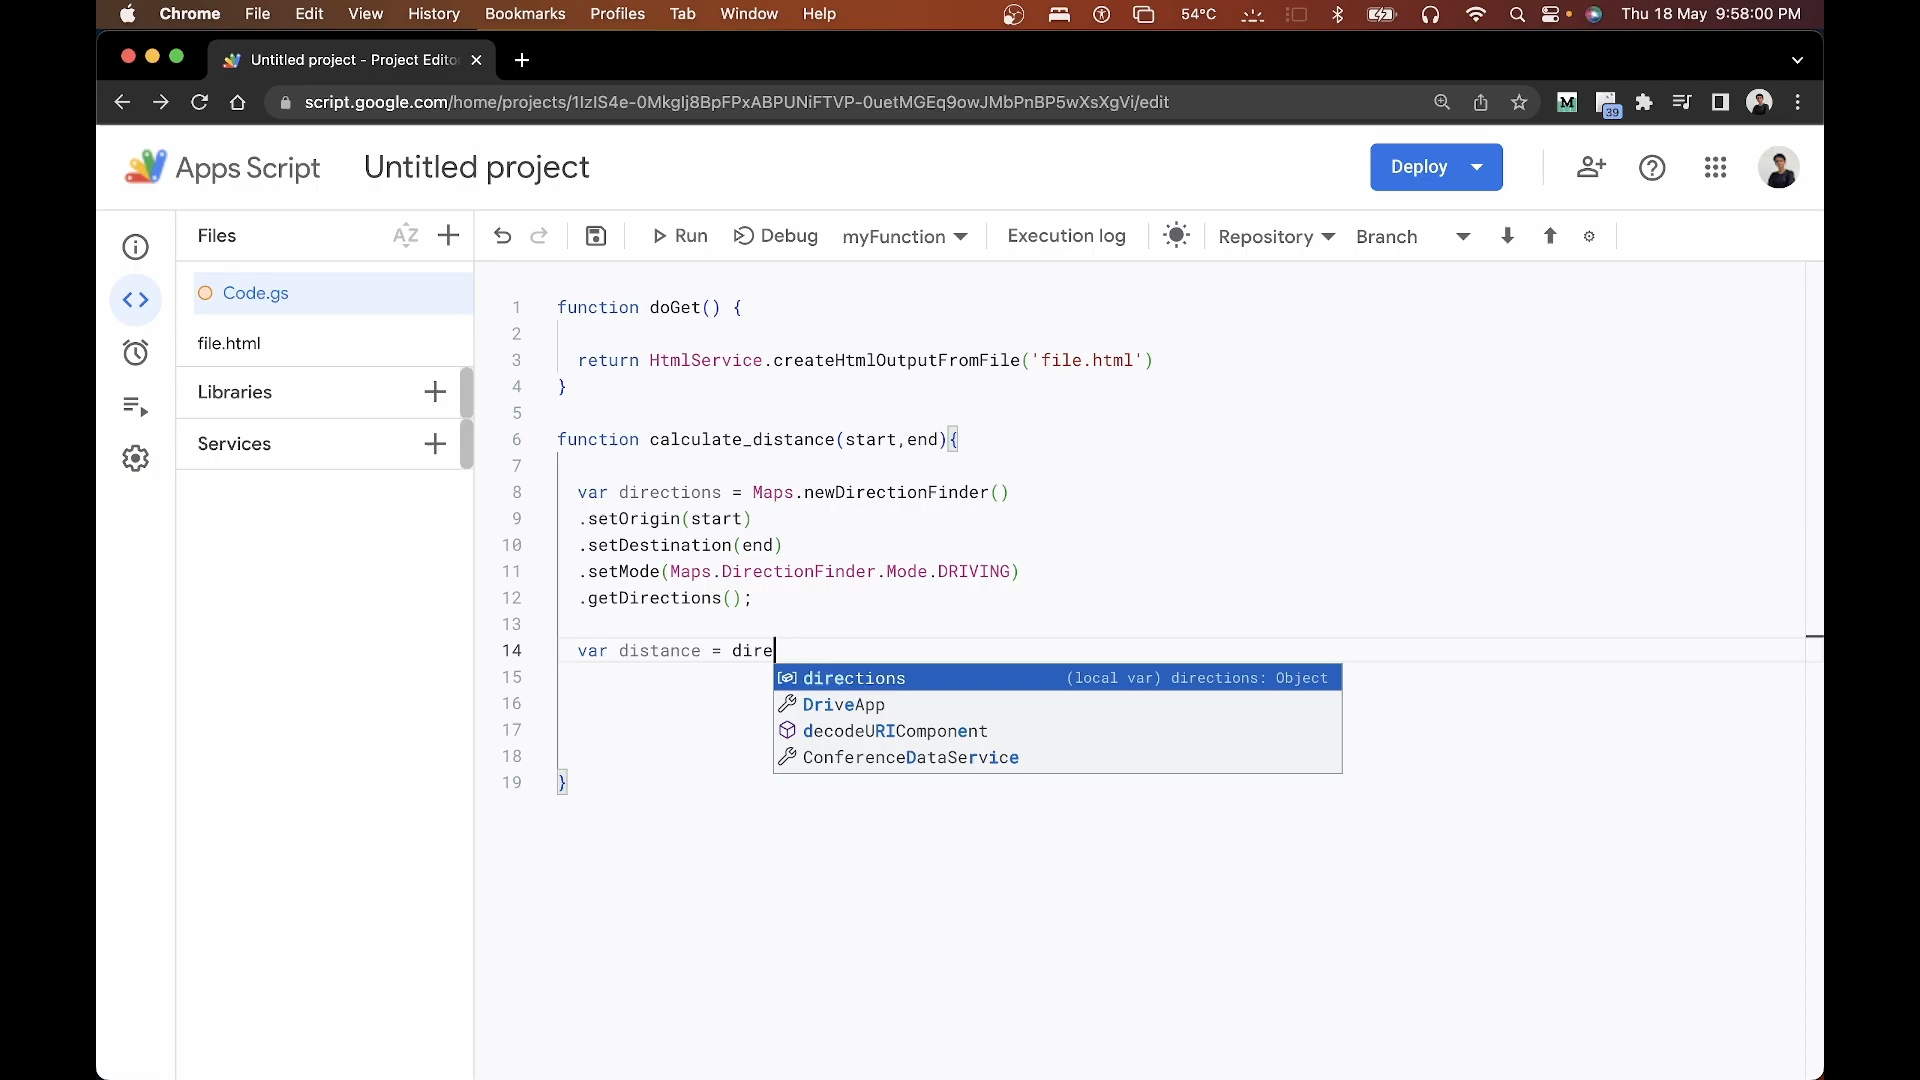 Chrome File Edit View History Bookmarks Profiles Tab Window Help 54°C Thu 18 May 9:58:00 PM
Untitled project - Project Edito
script.google.com/home/projects/1IzIS4e-0MkgIj8BpFPxABPUNiFTVP-0uetMGEq9owJMbPnBP5wXsXgVi/edit M 39
Apps Script Untitled project Deploy
Files AZ Run Debug myFunction Execution log Repository Branch
Code.gs
file.html
Libraries
Services
1 function doGet() {
2
3 return HtmlService.createHtmlOutputFromFile('file.html')
4 }
5
6 function calculate_distance(start,end){
7
8 var directions = Maps.newDirectionFinder()
9 .setOrigin(start)
10 .setDestination(end)
11 .setMode(Maps.DirectionFinder.Mode.DRIVING)
12 .getDirections();
13
14 var distance = dire
15 directions (local var) directions: Object
16 DriveApp
17 decodeURIComponent
18 ConferenceDataService
19 }